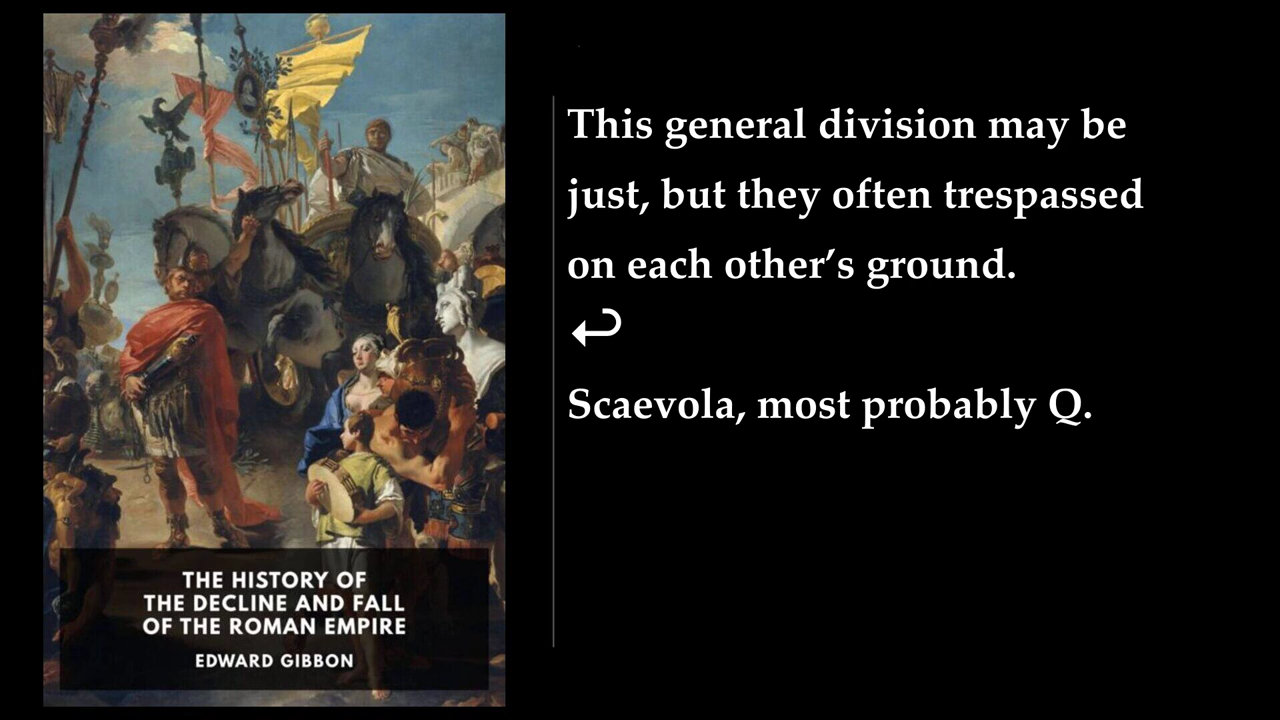 THE HISTORY OF
THE DECLINE AND FALL
OF THE ROMAN EMPIRE
EDWARD GIBBON
This general division may be
just, but they often trespassed
on each other’s ground.
↩
Scaevola, most probably Q.